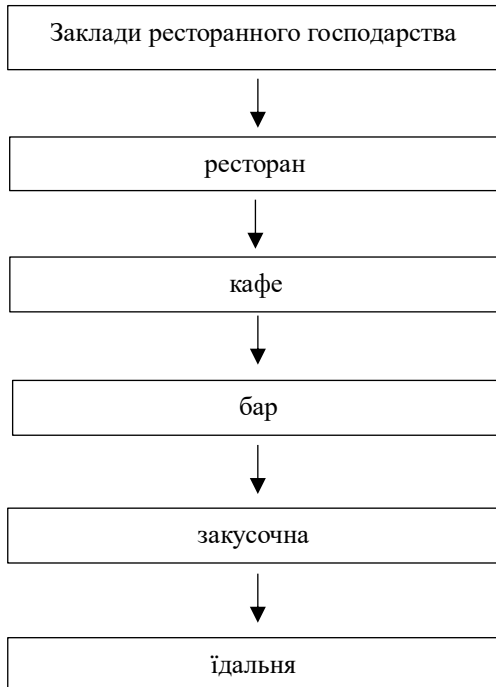 Заклади ресторанного господарства
ресторан
кафе
бар
закусочна
їдальня